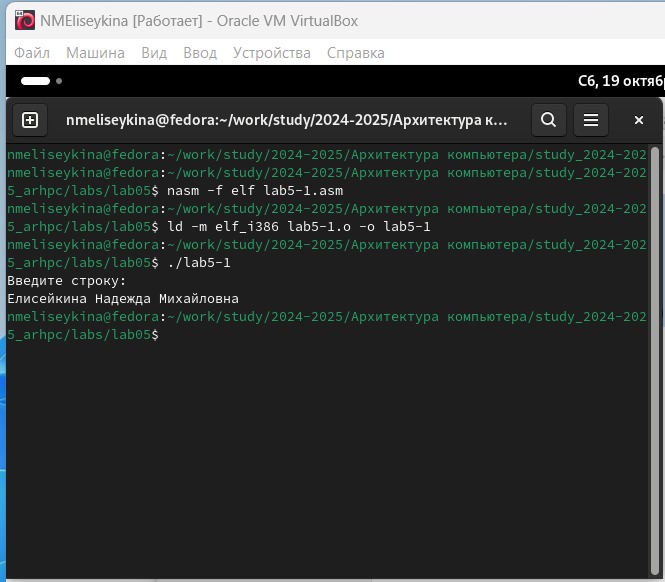 NMEliseykina [Работает] - Oracle VM VirtualBox
Файл Машина Вид Ввод Устройства Справка
Сб, 19 октябр
nmeliseykina@fedora:~/work/study/2024-2025/Архитектура к...
nmeliseykina@fedora:~/work/study/2024-2025/Архитектура компьютера/study_2024-202
nmeliseykina@fedora:~/work/study/2024-2025/Архитектура компьютера/study_2024-202
5_arhpc/labs/lab05$ nasm -f elf lab5-1.asm
nmeliseykina@fedora:~/work/study/2024-2025/Архитектура компьютера/study_2024-202
5_arhpc/labs/lab05$ ld -m elf_i386 lab5-1.o -o lab5-1
nmeliseykina@fedora:~/work/study/2024-2025/Архитектура компьютера/study_2024-202
5_arhpc/labs/lab05$ ./lab5-1
Введите строку:
Елисейкина Надежда Михайловна
nmeliseykina@fedora:~/work/study/2024-2025/Архитектура компьютера/study_2024-202
5_arhpc/labs/lab05$